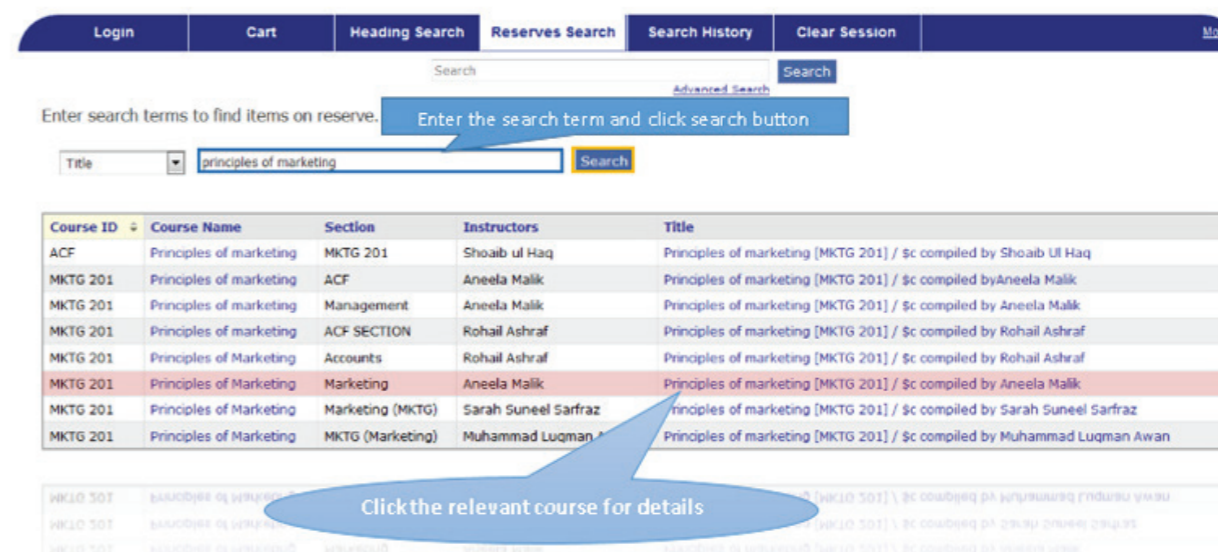 Login Cart Heading Search Reserves Search Search History Clear Session
Search Search
Advanced Search
Enter search terms to find items on reserve.
Enter the search term and click search button
Title principles of marketing Search
Course ID Course Name Section Instructors Title
ACF Principles of marketing MKTG 201 Shoaib ul Haq Principles of marketing [MKTG 201] / $c compiled by Shoaib Ul Haq
MKTG 201 Principles of marketing ACF Aneela Malik Principles of marketing [MKTG 201] / $c compiled byAneela Malik
MKTG 201 Principles of marketing Management Aneela Malik Principles of marketing [MKTG 201] / $c compiled by Aneela Malik
MKTG 201 Principles of marketing ACF SECTION Rohail Ashraf Principles of marketing [MKTG 201] / $c compiled by Rohail Ashraf
MKTG 201 Principles of Marketing Accounts Rohail Ashraf Principles of marketing [MKTG 201] / $c compiled by Rohail Ashraf
MKTG 201 Principles of Marketing Marketing Aneela Malik Principles of marketing [MKTG 201] / $c compiled by Aneela Malik
MKTG 201 Principles of Marketing Marketing (MKTG) Sarah Suneel Sarfraz Principles of marketing [MKTG 201] / $c compiled by Sarah Suneel Sarfraz
MKTG 201 Principles of Marketing MKTG (Marketing) Muhammad Luqman Principles of marketing [MKTG 201] / $c compiled by Muhammad Luqman Awan
Click the relevant course for details